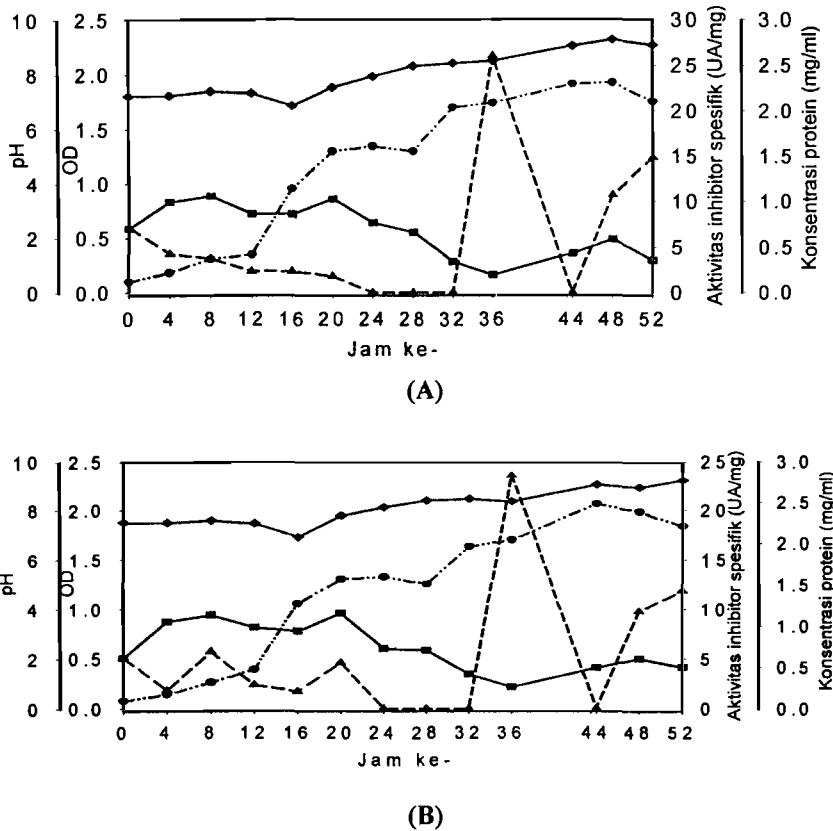 10 2.5 30 3.0
8 2.0 25 2.5
6 1.5 20 2.0
15 1.5
4 1.0 10 1.0
2 0.5 5 0.5
0 0.0 0 0.0
pH
OD
Aktivitas inhibitor spesifik (UA/mg)
Konsentrasi protein (mg/ml)
0 4 8 12 16 20 24 28 32 36 44 48 52
Jam ke-
(A)
10 2.5 25 3.0
8 2.0 20 2.5
2.0
6 1.5 15
1.5
4 1.0 10 1.0
2 0.5 5 0.5
0 0.0 0 0.0
pH
OD
Aktivitas inhibitor spesifik (UA/mg)
Konsentrasi protein (mg/ml)
0 4 8 12 16 20 24 28 32 36 44 48 52
Jam ke-
(B)